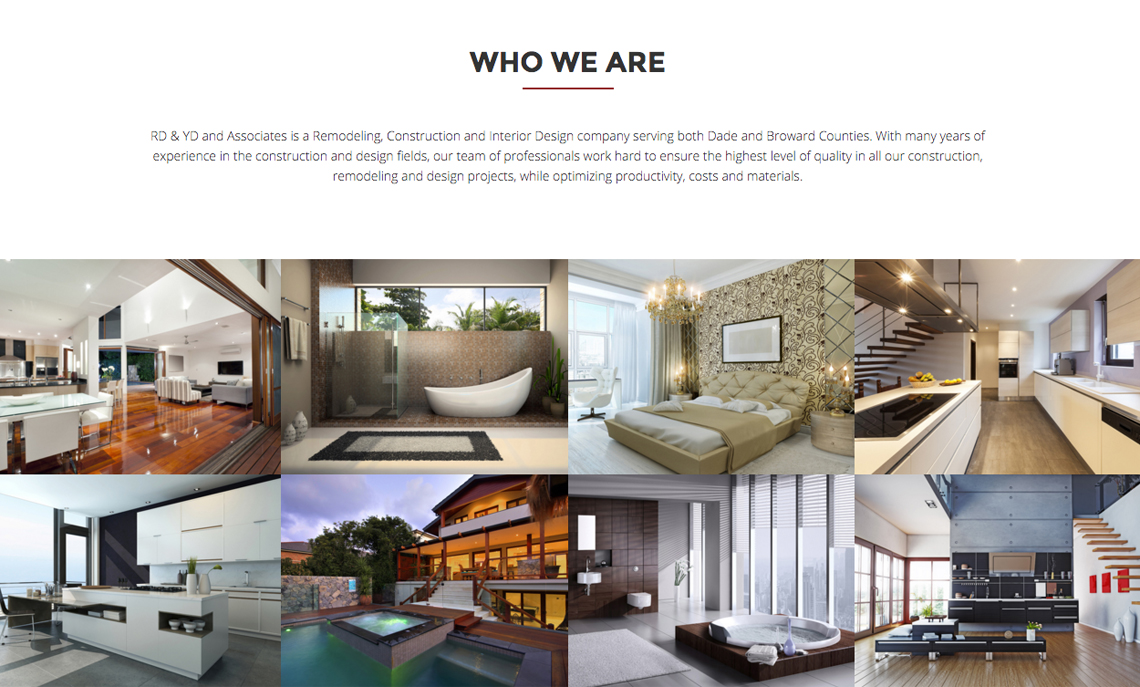 WHO WE ARE
RD & YD and Associates is a Remodeling, Construction and Interior Design company serving both Dade and Broward Counties. With many years of
experience in the construction and design fields, our team of professionals work hard to ensure the highest level of quality in all our construction,
remodeling and design projects, while optimizing productivity, costs and materials.